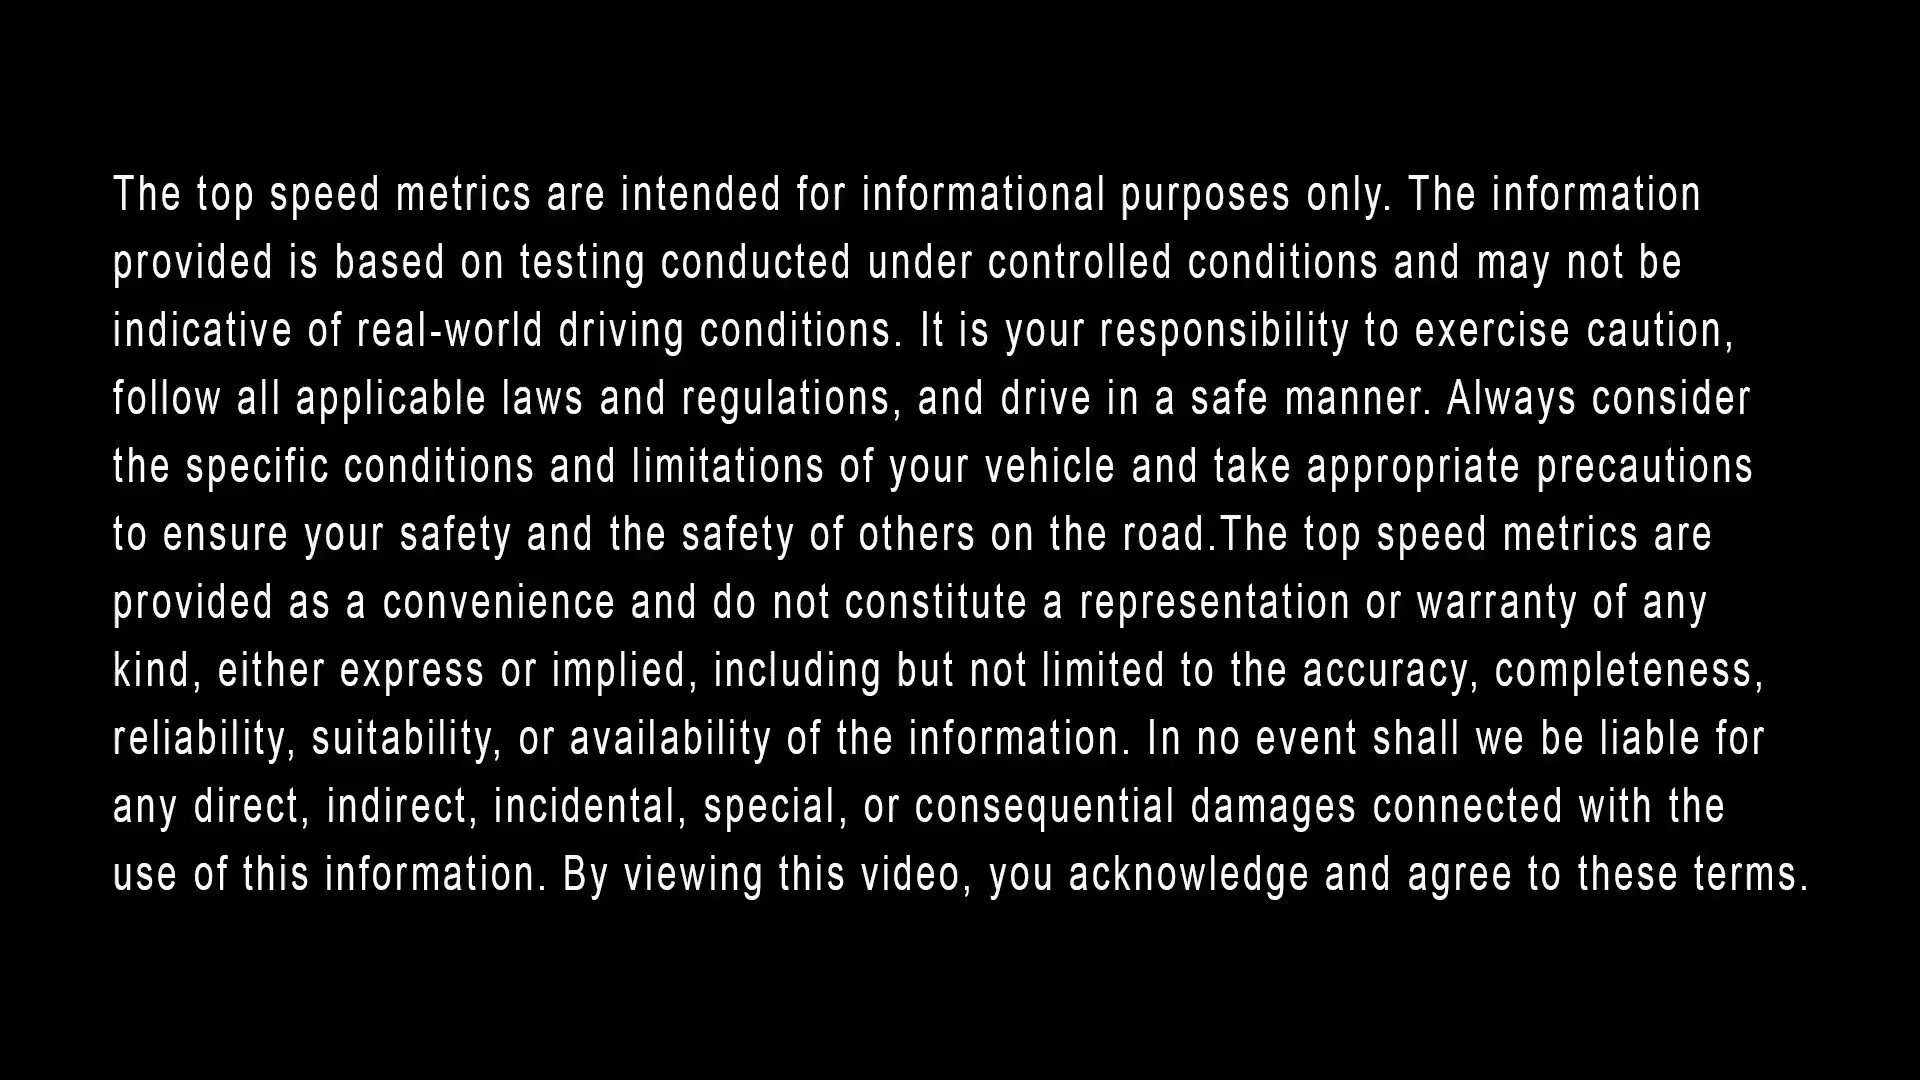 The top speed metrics are intended for informational purposes only. The information
provided is based on testing conducted under controlled conditions and may not be
indicative of real-world driving conditions. It is your responsibility to exercise caution,
follow all applicable laws and regulations, and drive in a safe manner. Always consider
the specific conditions and limitations of your vehicle and take appropriate precautions
to ensure your safety and the safety of others on the road.The top speed metrics are
provided as a convenience and do not constitute a representation or warranty of any
kind, either express or implied, including but not limited to the accuracy, completeness,
reliability, suitability, or availability of the information. In no event shall we be liable for
any direct, indirect, incidental, special, or consequential damages connected with the
use of this information. By viewing this video, you acknowledge and agree to these terms.